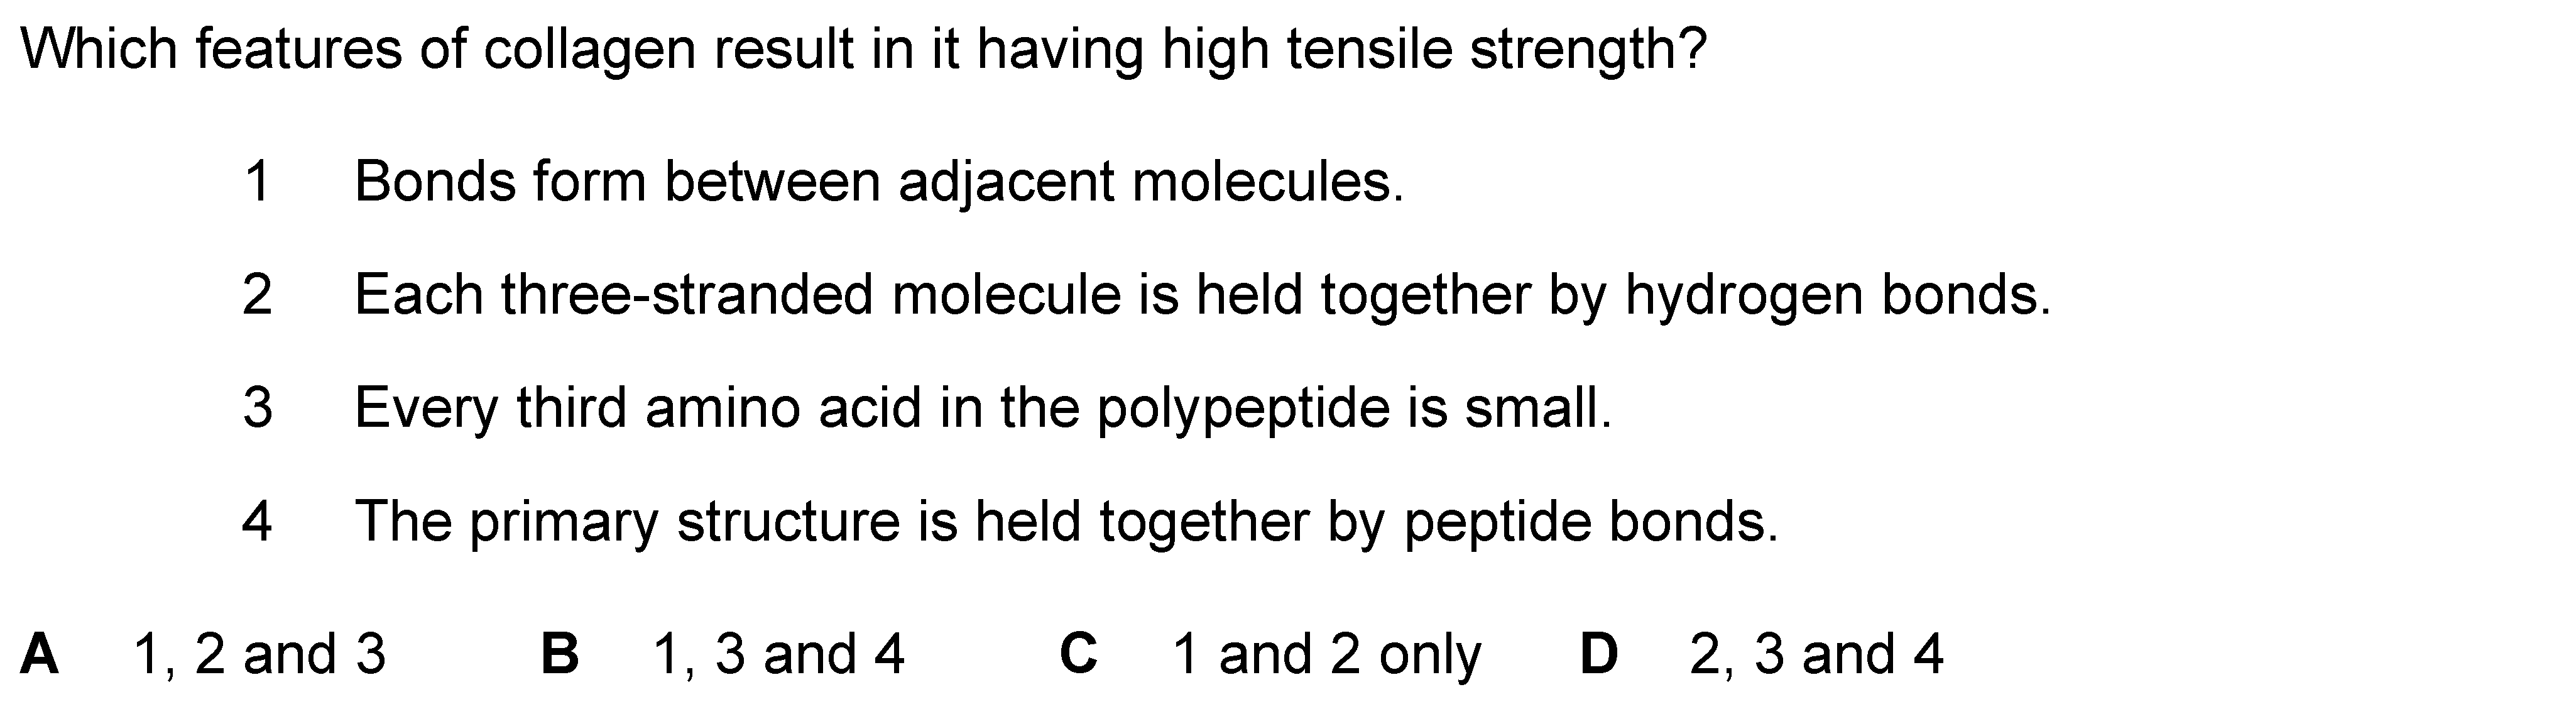 Which features of collagen result in it having high tensile strength?
1 Bonds form between adjacent molecules.
2 Each three-stranded molecule is held together by hydrogen bonds.
3 Every third amino acid in the polypeptide is small.
4 The primary structure is held together by peptide bonds.
A 1, 2 and 3 B 1, 3 and 4 C 1 and 2 only D 2, 3 and 4